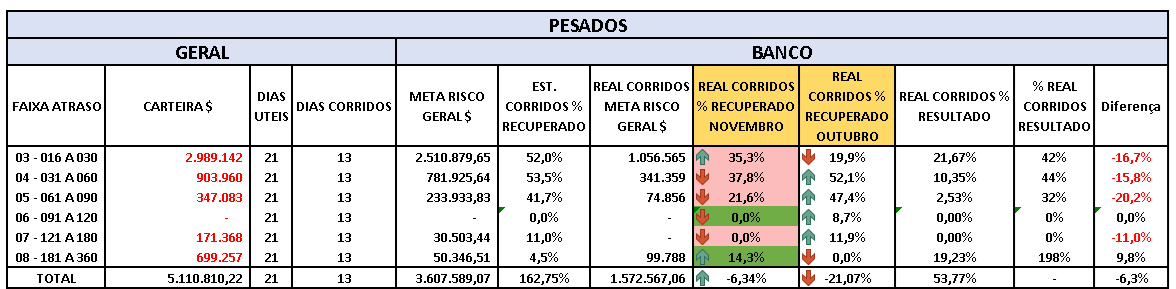 PESADOS
GERAL BANCO
FAIXA ATRASO CARTEIRA $ DIAS UTEIS DIAS CORRIDOS META RISCO GERAL $ EST. CORRIDOS % RECUPERADO REAL CORRIDOS META RISCO GERAL $ REAL CORRIDOS % RECUPERADO NOVEMBRO REAL CORRIDOS % RECUPERADO OUTUBRO REAL CORRIDOS % RESULTADO % REAL CORRIDOS RESULTADO Diferença
03 - 016 A 030 2.989.142 21 13 2.510.879,65 52,0% 1.056.565 35,3% 19,9% 21,67% 42% -16,7%
04 - 031 A 060 903.960 21 13 781.925,64 53,5% 341.359 37,8% 52,1% 10,35% 44% -15,8%
05 - 061 A 090 347.083 21 13 233.933,83 41,7% 74.856 21,6% 47,4% 2,53% 32% -20,2%
06 - 091 A 120 - 21 13 - 0,0% - 0,0% 8,7% 0,00% 0% 0,0%
07 - 121 A 180 171.368 21 13 30.503,44 11,0% - 0,0% 11,9% 0,00% 0% -11,0%
08 - 181 A 360 699.257 21 13 50.346,51 4,5% 99.788 14,3% 0,0% 19,23% 198% 9,8%
TOTAL 5.110.810,22 21 13 3.607.589,07 162,75% 1.572.567,06 -6,34% -21,07% 53,77% - -6,3%